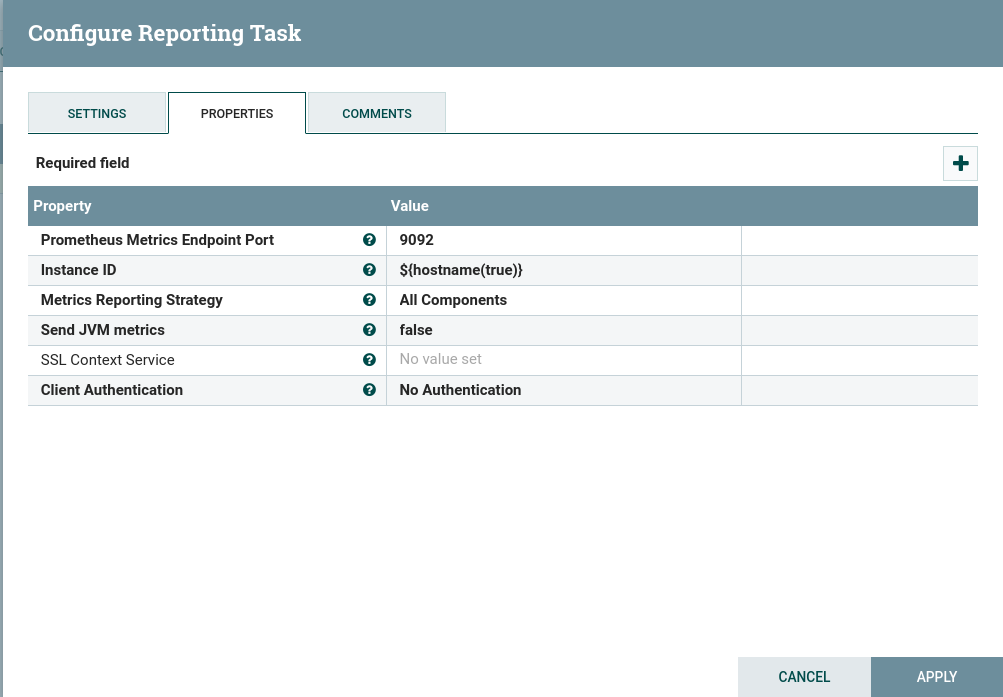 Configure Reporting Task
SETTINGS PROPERTIES COMMENTS
Required field
Property Value
Prometheus Metrics Endpoint Port 9092
Instance ID ${hostname(true)}
Metrics Reporting Strategy All Components
Send JVM metrics false
SSL Context Service No value set
Client Authentication No Authentication
CANCEL APPLY